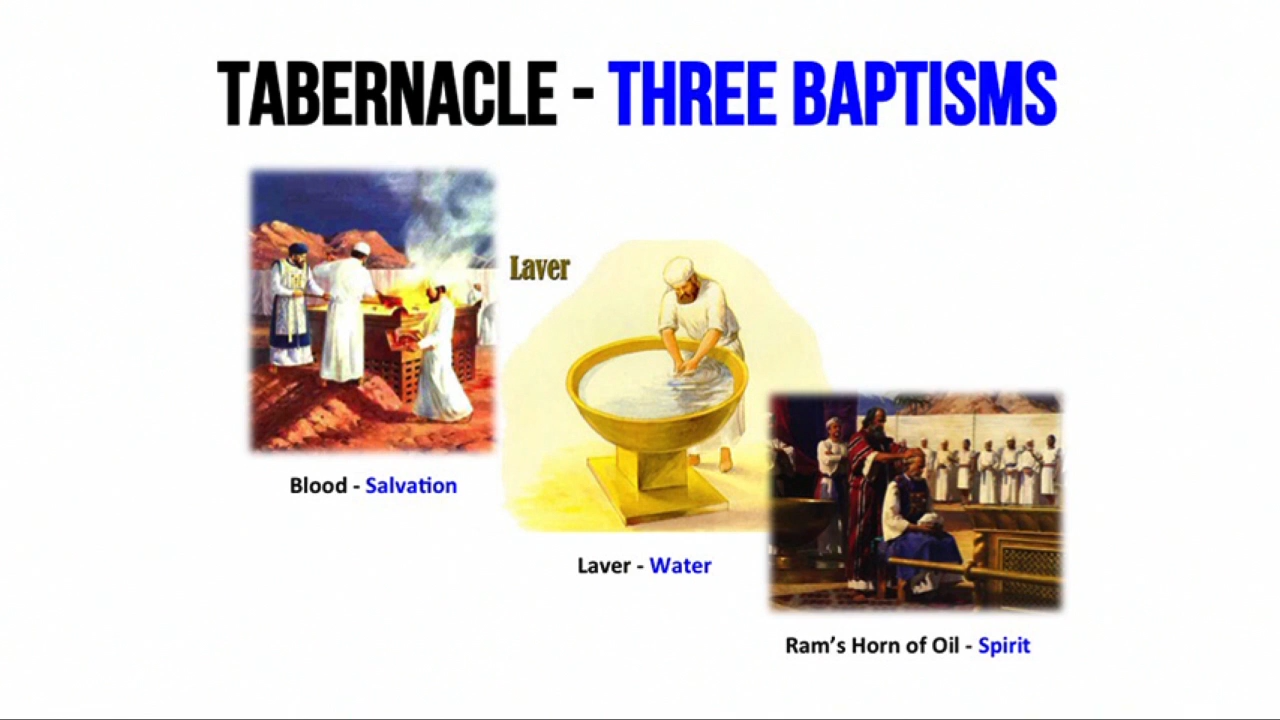 TABERNACLE - THREE BAPTISMS
Laver
Blood - Salvation
Laver - Water
Ram's Horn of Oil - Spirit